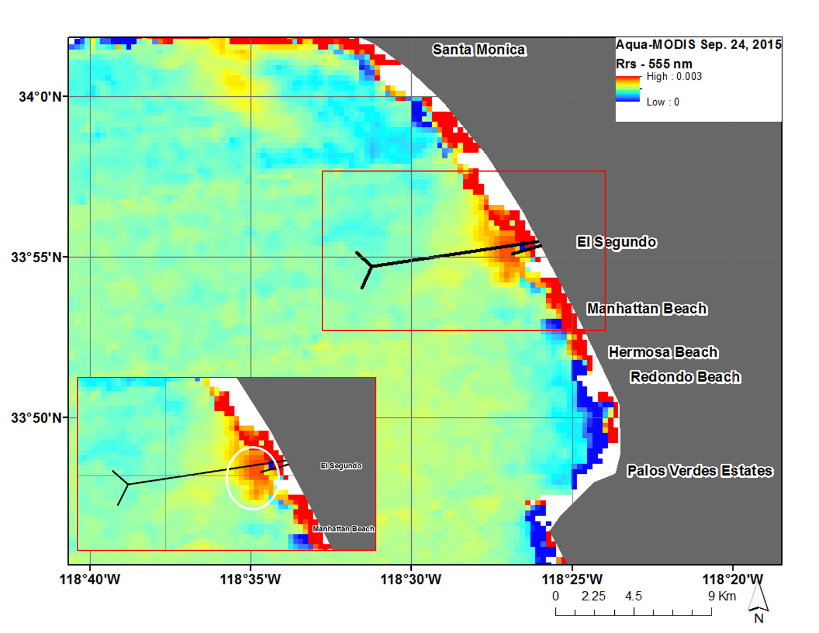 Santa Monica
Aqua-MODIS Sep. 24, 2015
Rrs - 555 nm
High : 0.003
Low : 0
34°0'N
33°55'N
33°50'N
El Segundo
Manhattan Beach
Hermosa Beach
Redondo Beach
Palos Verdes Estates
El Segundo
Manhattan Beach
118°40'W 118°35'W 118°30'W 118°25'W 118°20'W
0 2.25 4.5 9 Km
N